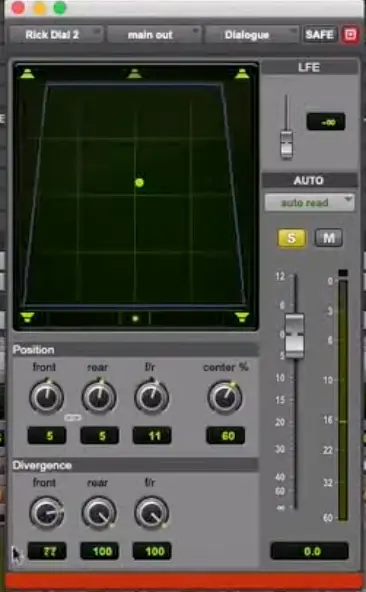 Rick Dial 2 main out Dialogue SAFE
LFE
-∞
AUTO
auto read
S M
12 0
6 3
0 6
5
10 10
15
20 16
30 22
40 32
60
∞ 60
0.0
Position
front rear f/r center %
5 5 11 60
Divergence
front rear f/r
77 100 100